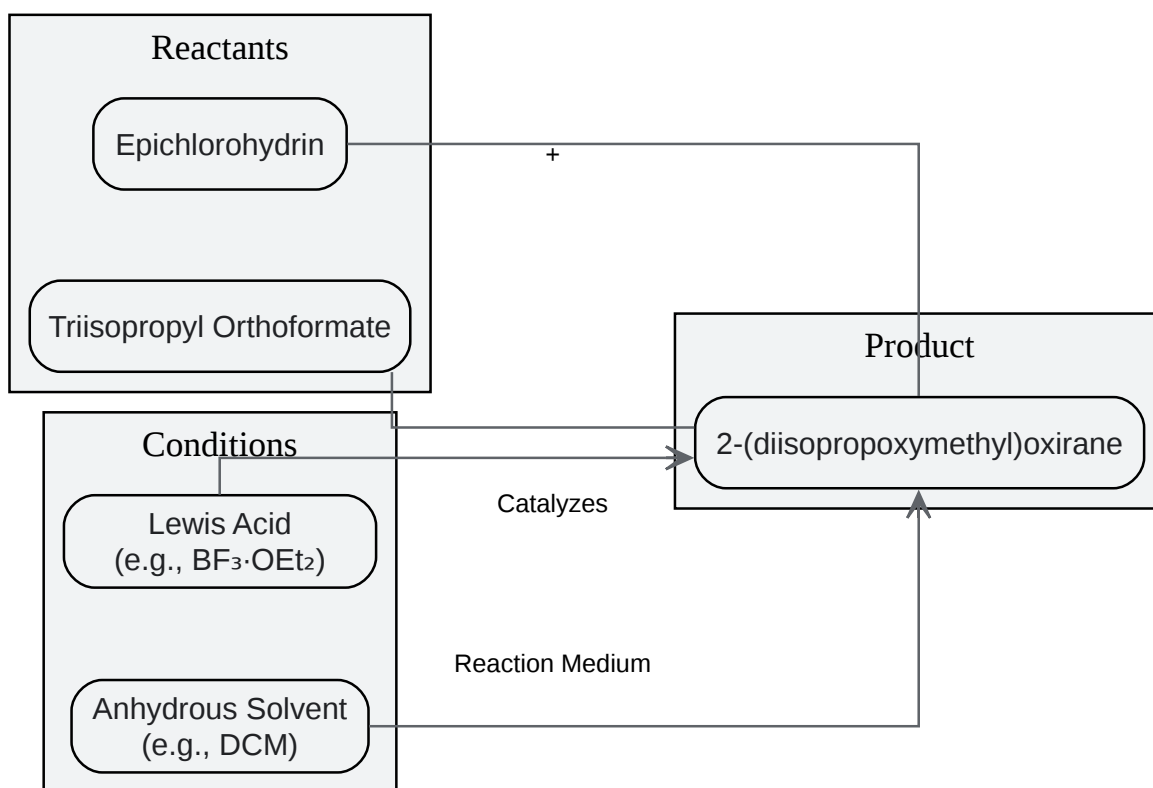 Reactants
Epichlorohydrin
+
Triisopropyl Orthoformate
Product
2-(diisopropoxymethyl)oxirane
Conditions
Catalyzes
Lewis Acid
(e.g., BF₃·OEt₂)
Reaction Medium
Anhydrous Solvent
(e.g., DCM)